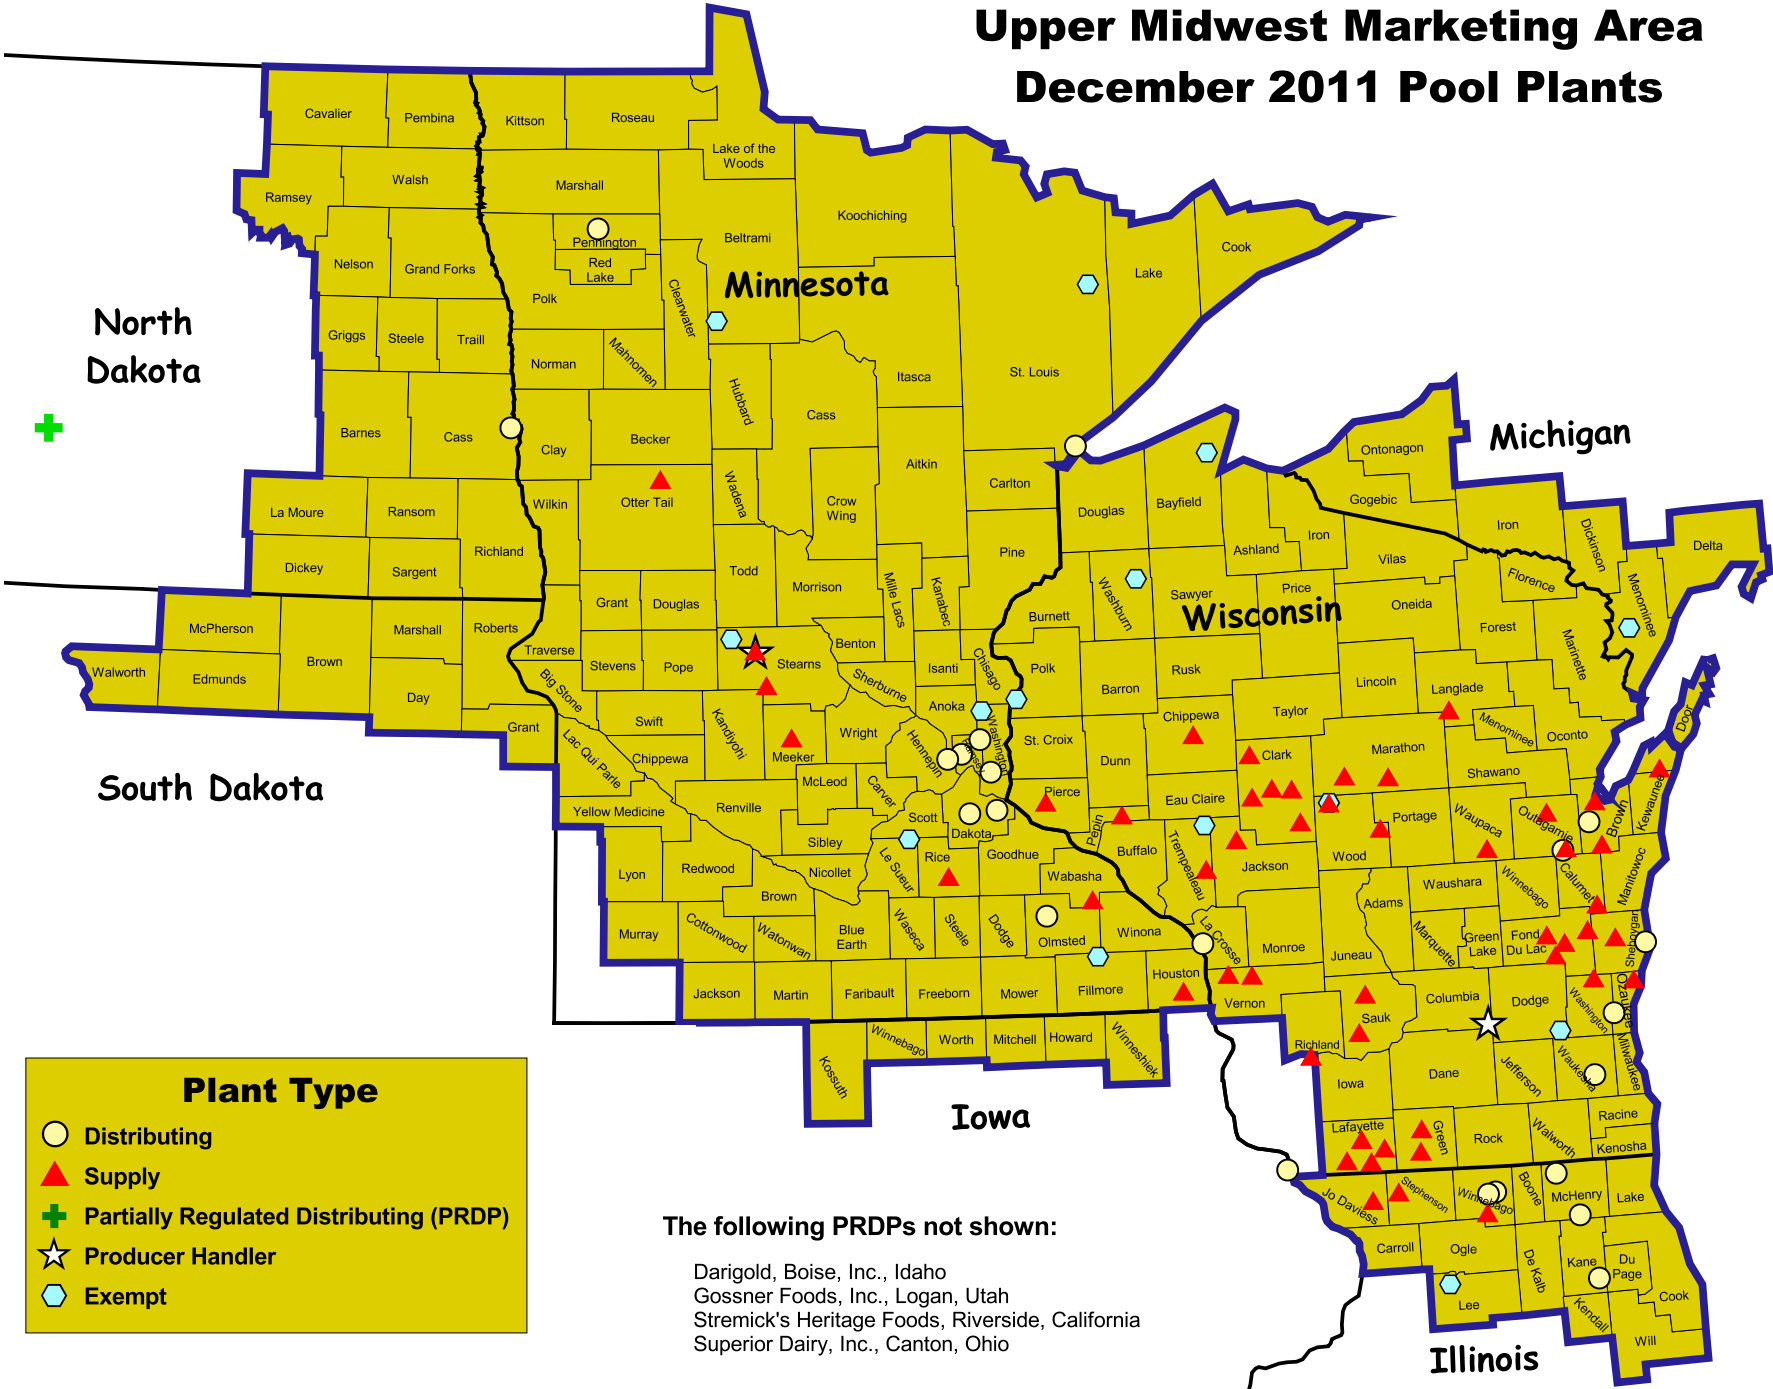 Upper Midwest Marketing Area
December 2011 Pool Plants
North
Dakota
Minnesota
Michigan
Wisconsin
South Dakota
Iowa
Illinois
Cavalier
Pembina
Kittson
Roseau
Lake of the
Woods
Ramsey
Walsh
Marshall
Koochiching
Beltrami
Cook
Lake
Nelson
Grand Forks
Pennington
Red
Lake
Polk
Clearwater
Griggs
Steele
Traill
Norman
Mahnomen
Hubbard
Itasca
St. Louis
Cass
Barnes
Cass
Clay
Becker
Aitkin
Carlton
Ontonagon
Gogebic
La Moure
Ransom
Wilkin
Otter Tail
Wadena
Crow
Wing
Douglas
Bayfield
Iron
Iron
Dickinson
Delta
Dickey
Sargent
Richland
Todd
Morrison
Mille Lacs
Kanabec
Pine
Ashland
Vilas
Florence
Menominee
Grant
Douglas
Burnett
Washburn
Sawyer
Price
Oneida
Forest
Marinette
McPherson
Brown
Marshall
Roberts
Traverse
Stevens
Pope
Stearns
Benton
Isanti
Chisago
Polk
Barron
Rusk
Lincoln
Langlade
Walworth
Edmunds
Day
Grant
Big Stone
Swift
Kandiyohi
Sherburne
Anoka
Washington
Chippewa
Taylor
Menominee
Oconto
Door
Lac Qui Parle
Chippewa
Meeker
Wright
Hennepin
Ramsey
St. Croix
Dunn
Clark
Marathon
Shawano
Kewaunee
Yellow Medicine
Renville
McLeod
Carver
Scott
Dakota
Pierce
Pepin
Eau Claire
Wood
Portage
Waupaca
Outagamie
Brown
Sibley
Lyon
Redwood
Brown
Nicollet
Le Sueur
Rice
Goodhue
Wabasha
Buffalo
Trempealeau
Jackson
Adams
Waushara
Winnebago
Calumet
Manitowoc
Murray
Cottonwood
Watonwan
Blue
Earth
Waseca
Steele
Dodge
Olmsted
Winona
La Crosse
Monroe
Juneau
Marquette
Green
Lake
Fond
Du Lac
Sheboygan
Jackson
Martin
Faribault
Freeborn
Mower
Fillmore
Houston
Vernon
Richland
Sauk
Columbia
Dodge
Washington
Ozaukee
Kossuth
Winnebago
Worth
Mitchell
Howard
Winneshiek
Iowa
Dane
Jefferson
Waukesha
Milwaukee
Lafayette
Green
Rock
Walworth
Racine
Kenosha
Jo Daviess
Stephenson
Winnebago
Boone
McHenry
Lake
Carroll
Ogle
De Kalb
Kane
Du
Page
Cook
Lee
Kendall
Will
Plant Type
Distributing
Supply
Partially Regulated Distributing (PRDP)
Producer Handler
Exempt
The following PRDPs not shown:
Darigold, Boise, Inc., Idaho
Gossner Foods, Inc., Logan, Utah
Stremick's Heritage Foods, Riverside, California
Superior Dairy, Inc., Canton, Ohio